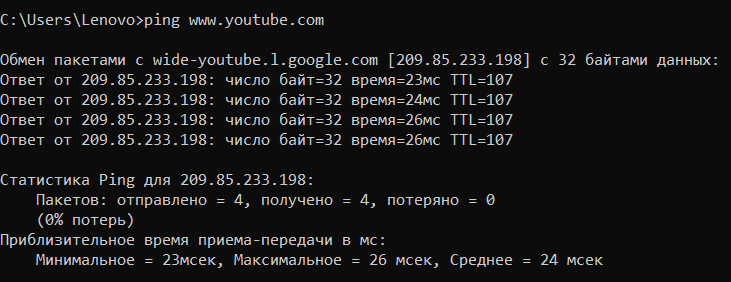 C:\Users\Lenovo>ping www.youtube.com
Обмен пакетами с wide-youtube.l.google.com [209.85.233.198] с 32 байтами данных:
Ответ от 209.85.233.198: число байт=32 время=23мс TTL=107
Ответ от 209.85.233.198: число байт=32 время=24мс TTL=107
Ответ от 209.85.233.198: число байт=32 время=26мс TTL=107
Ответ от 209.85.233.198: число байт=32 время=26мс TTL=107
Статистика Ping для 209.85.233.198:
Пакетов: отправлено = 4, получено = 4, потеряно = 0
(0% потерь)
Приблизительное время приема-передачи в мс:
Минимальное = 23мсек, Максимальное = 26 мсек, Среднее = 24 мсек